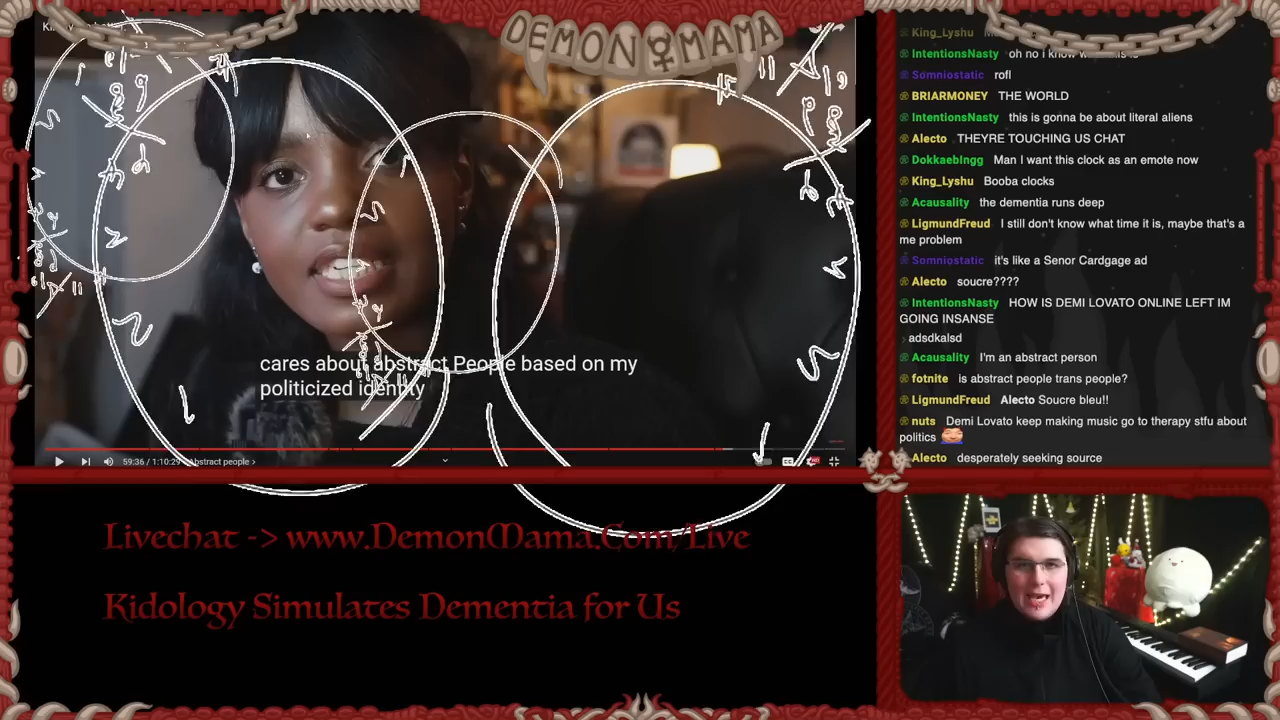 DEMON MAMA
cares about abstract People based on my
politicized identity
59:36 / 1:10:29
Abstract people >
King_Lyshu
IntentionsNasty oh no i know
Somniostatic rofl
BRIARMONEY THE WORLD
IntentionsNasty this is gonna be about literal aliens
Alecto THEYRE TOUCHING US CHAT
DokkaebIngg Man I want this clock as an emote now
King_Lyshu Booba clocks
Acausality the dementia runs deep
LigmundFreud I still don't know what time it is, maybe that's a
me problem
Somniostatic it's like a Senor Cardgage ad
Alecto soucre????
IntentionsNasty HOW IS DEMI LOVATO ONLINE LEFT IM
GOING INSANSE
adsdkalsd
Acausality I'm an abstract person
fotnite is abstract people trans people?
LigmundFreud Alecto Soucre bleu!!
nuts Demi Lovato keep making music go to therapy stfu about
politics
Alecto desperately seeking source
Livechat -> www.DemonMama.Com/Live
Kidology Simulates Dementia for Us